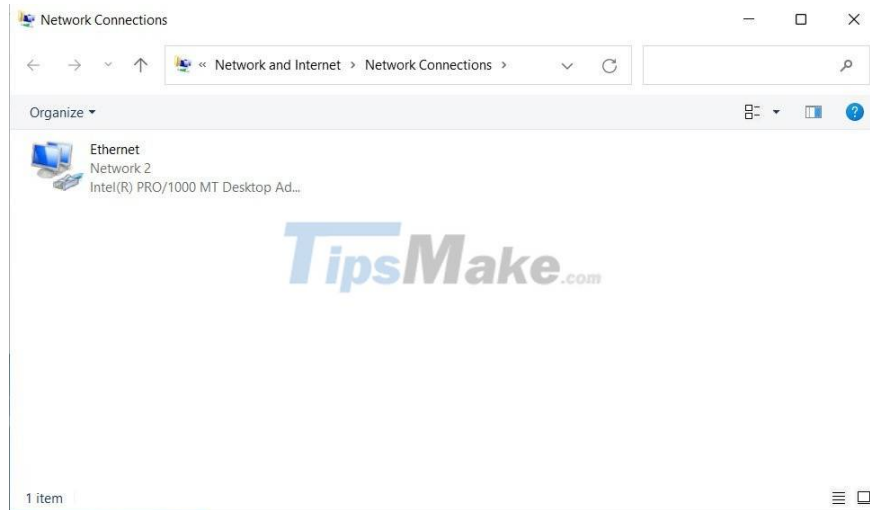 Network Connections
« Network and Internet > Network Connections >
Organize
?
Ethernet
Network 2
Intel(R) PRO/1000 MT Desktop Ad...
TipsMake.com
1 item